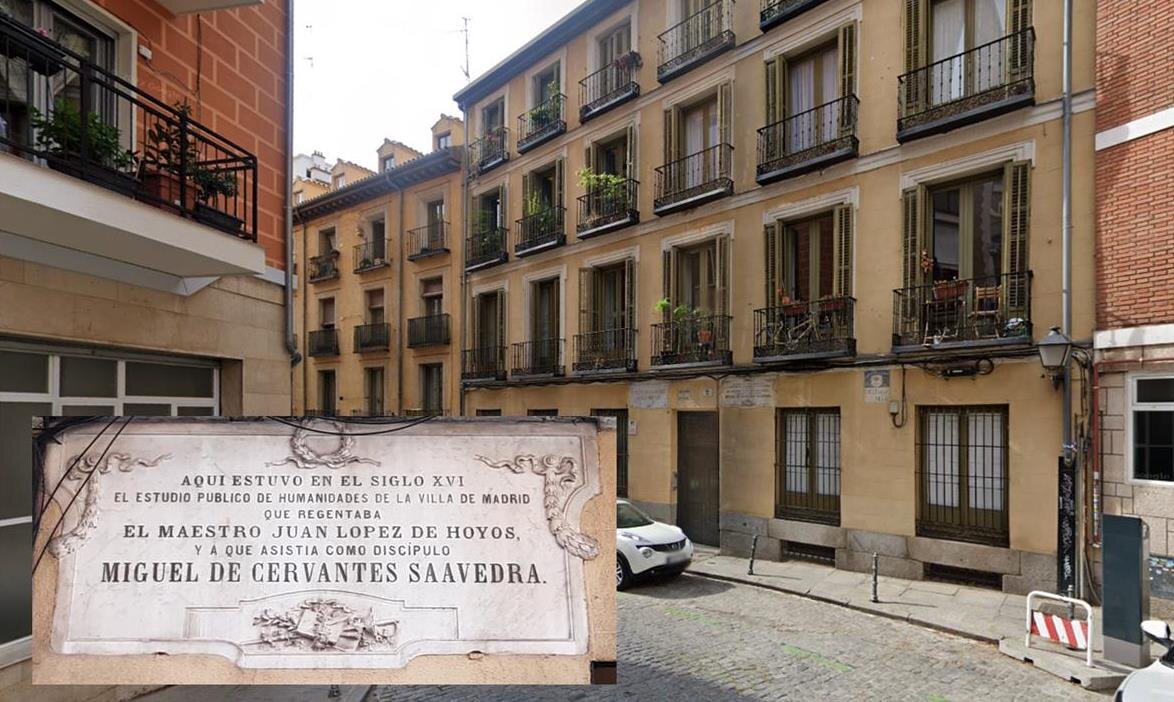 AQUI ESTUVO EN EL SIGLO XVI
EL ESTUDIO PUBLICO DE HUMANIDADES DE LA VILLA DE MADRID
QUE REGENTABA
EL MAESTRO JUAN LOPEZ DE HOYOS,
Y Á QUE ASISTIA COMO DISCÍPULO
MIGUEL DE CERVANTES SAAVEDRA.